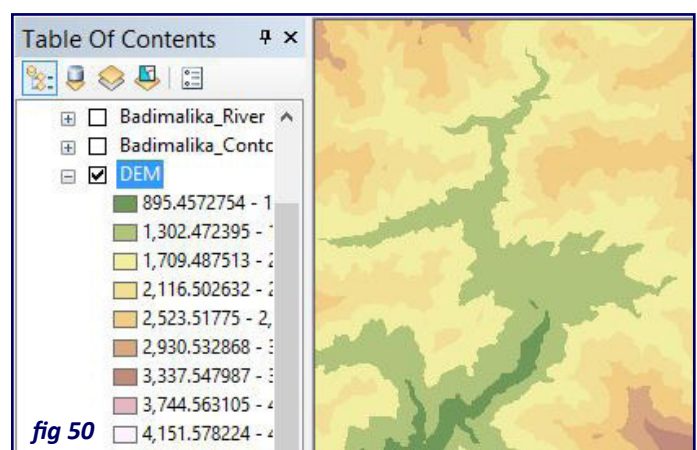 Table Of Contents
Badimalika_River
Badimalika_Contc
DEM
895.4572754 - 1
1,302.472395 -
1,709.487513 - 2
2,116.502632 - 2
2,523.51775 - 2,
2,930.532868 - 3
3,337.547987 - 3
3,744.563105 - 4
4,151.578224 - 4
fig 50